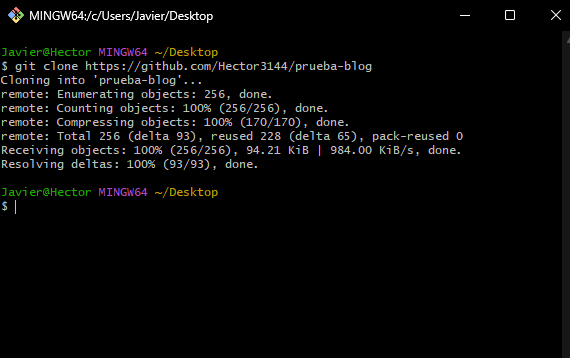 MINGW64:/c/Users/Javier/Desktop
Javier@Hector MINGW64 ~/Desktop
$ git clone https://github.com/Hector3144/prueba-blog
Cloning into 'prueba-blog'...
remote: Enumerating objects: 256, done.
remote: Counting objects: 100% (256/256), done.
remote: Compressing objects: 100% (170/170), done.
remote: Total 256 (delta 93), reused 228 (delta 65), pack-reused 0
Receiving objects: 100% (256/256), 94.21 KiB | 984.00 KiB/s, done.
Resolving deltas: 100% (93/93), done.
Javier@Hector MINGW64 ~/Desktop
$